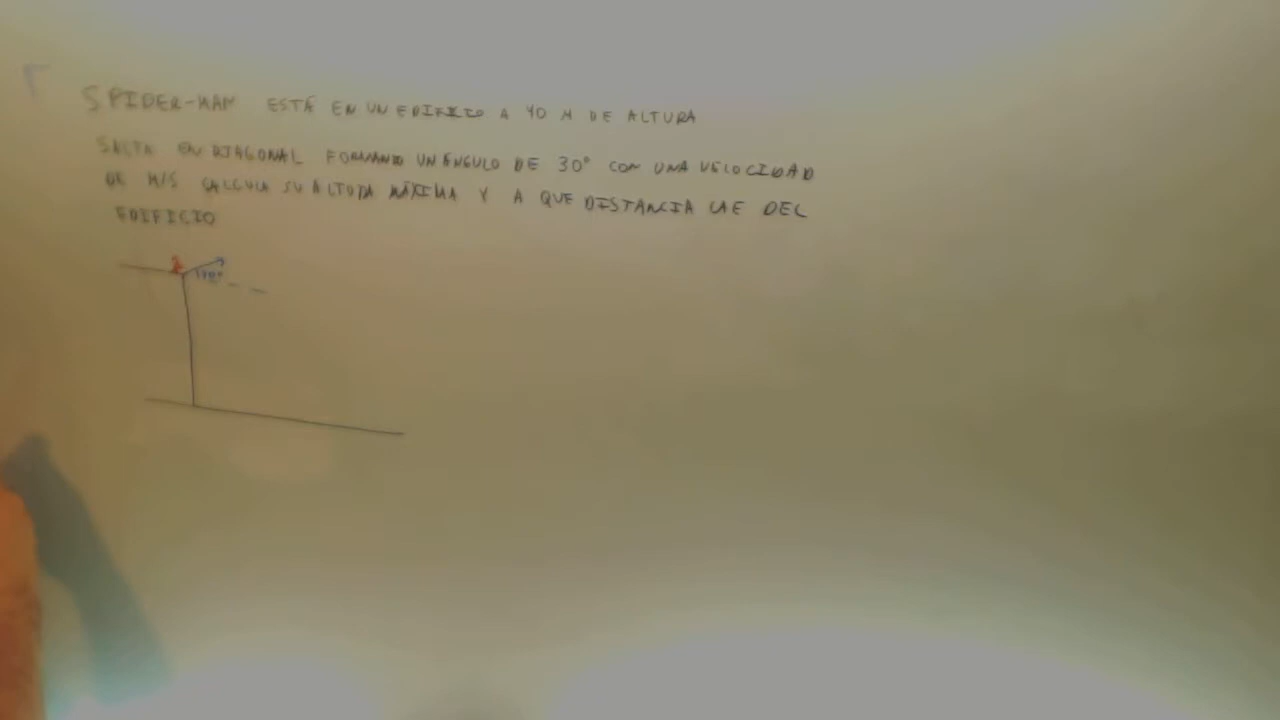 SPIDER-MAN ESTÁ EN UN EDIFICIO A 40 M DE ALTURA
SALTA EN DIAGONAL FORMANDO UN ÁNGULO DE 30° CON UNA VELOCIDAD
DE M/S CALCULA SU ALTURA MÁXIMA Y A QUE DISTANCIA CAE DEL
EDIFICIO